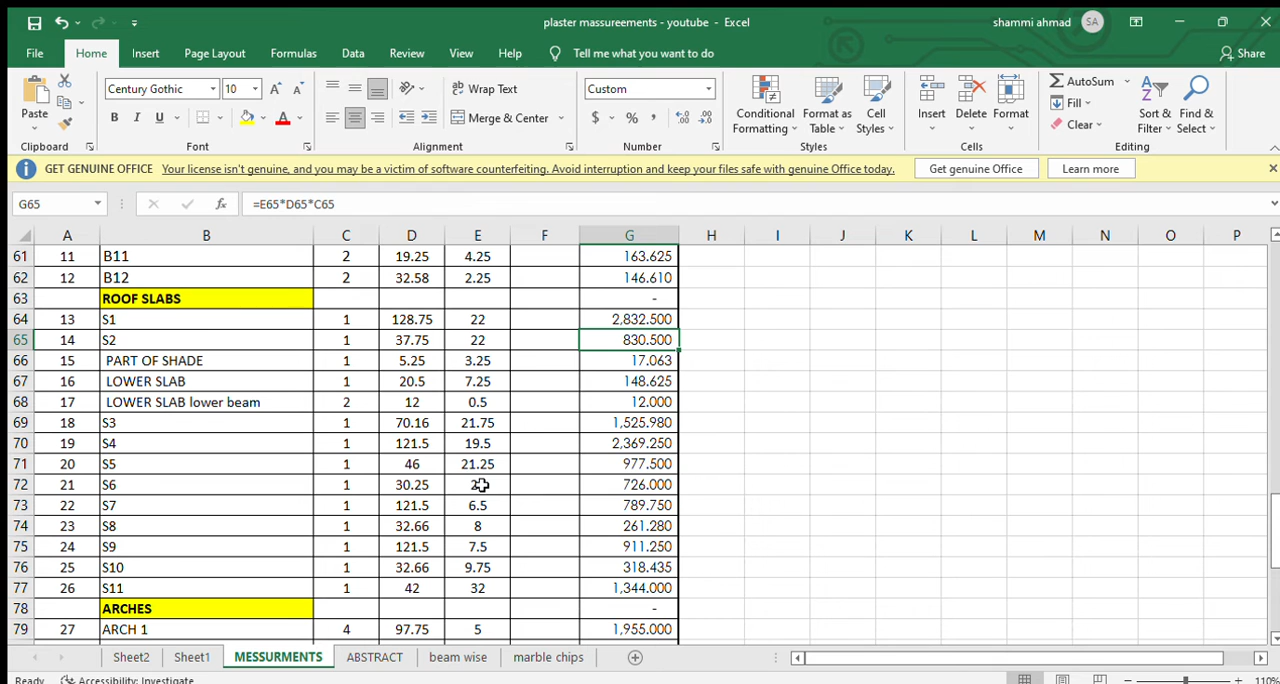 plaster massureements - youtube - Excel
shammi ahmad SA
File Home Insert Page Layout Formulas Data Review View Help Tell me what you want to do Share
Century Gothic 10 Wrap Text Custom AutoSum
Paste B I U Merge & Center $ % Conditional Formatting Format as Table Cell Styles Insert Delete Format Fill Clear Sort & Filter Find & Select
Clipboard Font Alignment Number Styles Cells Editing
GET GENUINE OFFICE Your license isn't genuine, and you may be a victim of software counterfeiting. Avoid interruption and keep your files safe with genuine Office today. Get genuine Office Learn more
G65 fx =E65*D65*C65
A B C D E F G H I J K L M N O P
61 11 B11 2 19.25 4.25 163.625
62 12 B12 2 32.58 2.25 146.610
63 ROOF SLABS -
64 13 S1 1 128.75 22 2,832.500
65 14 S2 1 37.75 22 830.500
66 15 PART OF SHADE 1 5.25 3.25 17.063
67 16 LOWER SLAB 1 20.5 7.25 148.625
68 17 LOWER SLAB lower beam 2 12 0.5 12.000
69 18 S3 1 70.16 21.75 1,525.980
70 19 S4 1 121.5 19.5 2,369.250
71 20 S5 1 46 21.25 977.500
72 21 S6 1 30.25 726.000
73 22 S7 1 121.5 6.5 789.750
74 23 S8 1 32.66 8 261.280
75 24 S9 1 121.5 7.5 911.250
76 25 S10 1 32.66 9.75 318.435
77 26 S11 1 42 32 1,344.000
78 ARCHES -
79 27 ARCH 1 4 97.75 5 1,955.000
Sheet2 Sheet1 MESSURMENTS ABSTRACT beam wise marble chips
Ready Accessibility: Investigate 110%